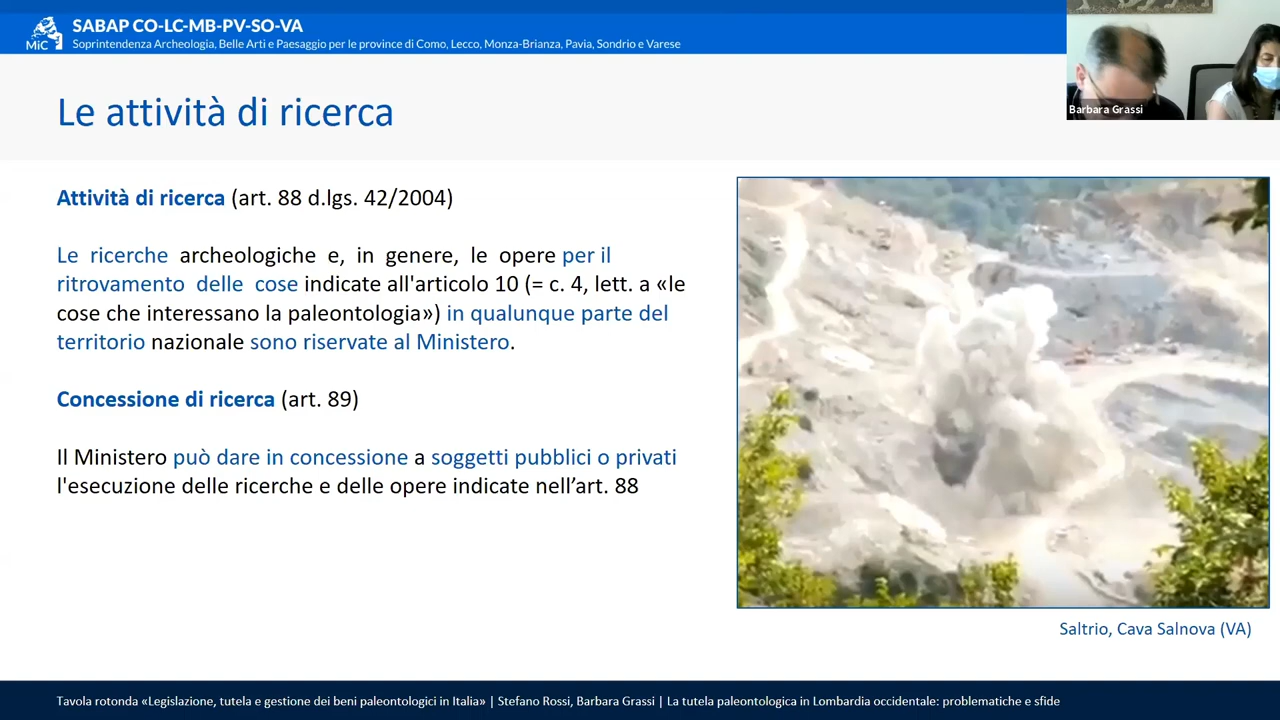 SABAP CO-LC-MB-PV-SO-VA
MiC
Soprintendenza Archeologia, Belle Arti e Paesaggio per le province di Como, Lecco, Monza-Brianza, Pavia, Sondrio e Varese
Barbara Grassi
Le attività di ricerca
Attività di ricerca (art. 88 d.lgs. 42/2004)
Le ricerche archeologiche e, in genere, le opere per il
ritrovamento delle cose indicate all'articolo 10 (= c. 4, lett. a «le
cose che interessano la paleontologia») in qualunque parte del
territorio nazionale sono riservate al Ministero.
Concessione di ricerca (art. 89)
Il Ministero può dare in concessione a soggetti pubblici o privati
l'esecuzione delle ricerche e delle opere indicate nell’art. 88
Saltrio, Cava Salnova (VA)
Tavola rotonda «Legislazione, tutela e gestione dei beni paleontologici in Italia» | Stefano Rossi, Barbara Grassi | La tutela paleontologica in Lombardia occidentale: problematiche e sfide